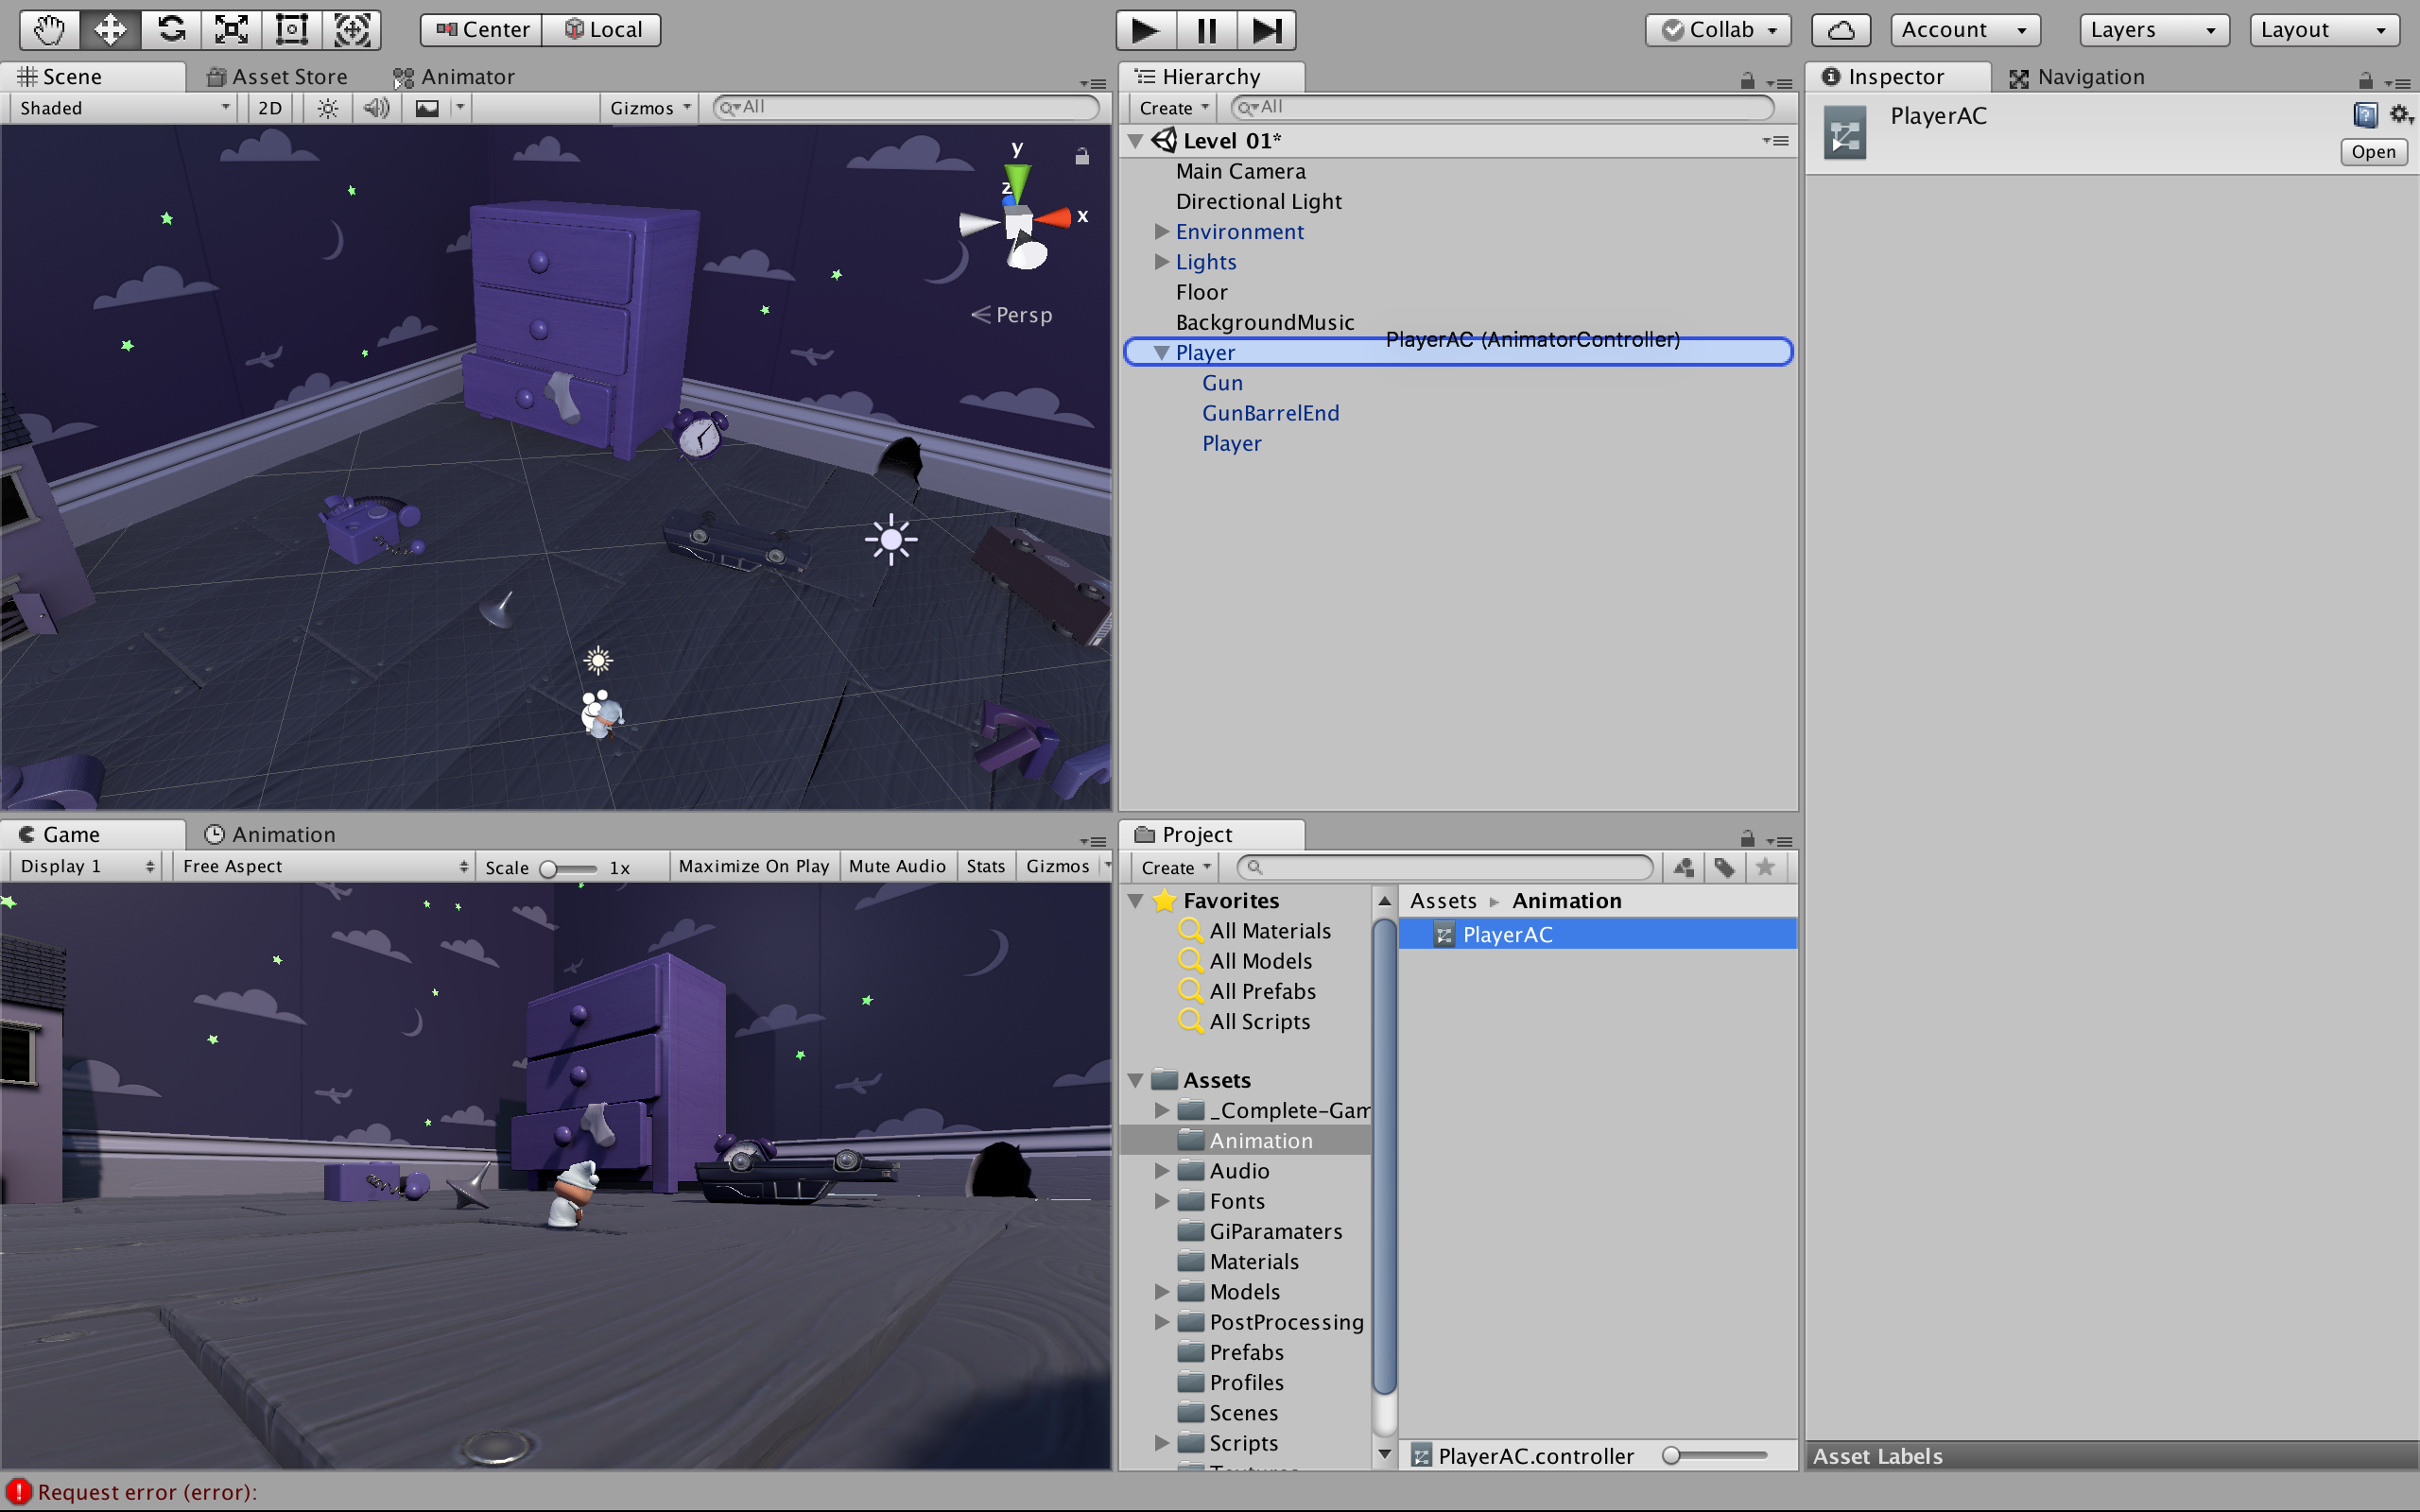 Center Local Collab Account Layers Layout
Scene Asset Store Animator
Shaded 2D Gizmos All
y
z
x
Persp
Hierarchy
Create All
Level 01*
Main Camera
Directional Light
Environment
Lights
Floor
BackgroundMusic
PlayerAC (AnimatorController)
Player
Gun
GunBarrelEnd
Player
Inspector Navigation
PlayerAC
Open
Game Animation
Display 1 Free Aspect Scale 1x Maximize On Play Mute Audio Stats Gizmos
Project
Create
Favorites
All Materials
All Models
All Prefabs
All Scripts
Assets
_Complete-Gam
Animation
Audio
Fonts
GiParamaters
Materials
Models
PostProcessing
Prefabs
Profiles
Scenes
Scripts
Assets Animation
PlayerAC
PlayerAC.controller
Asset Labels
Request error (error):